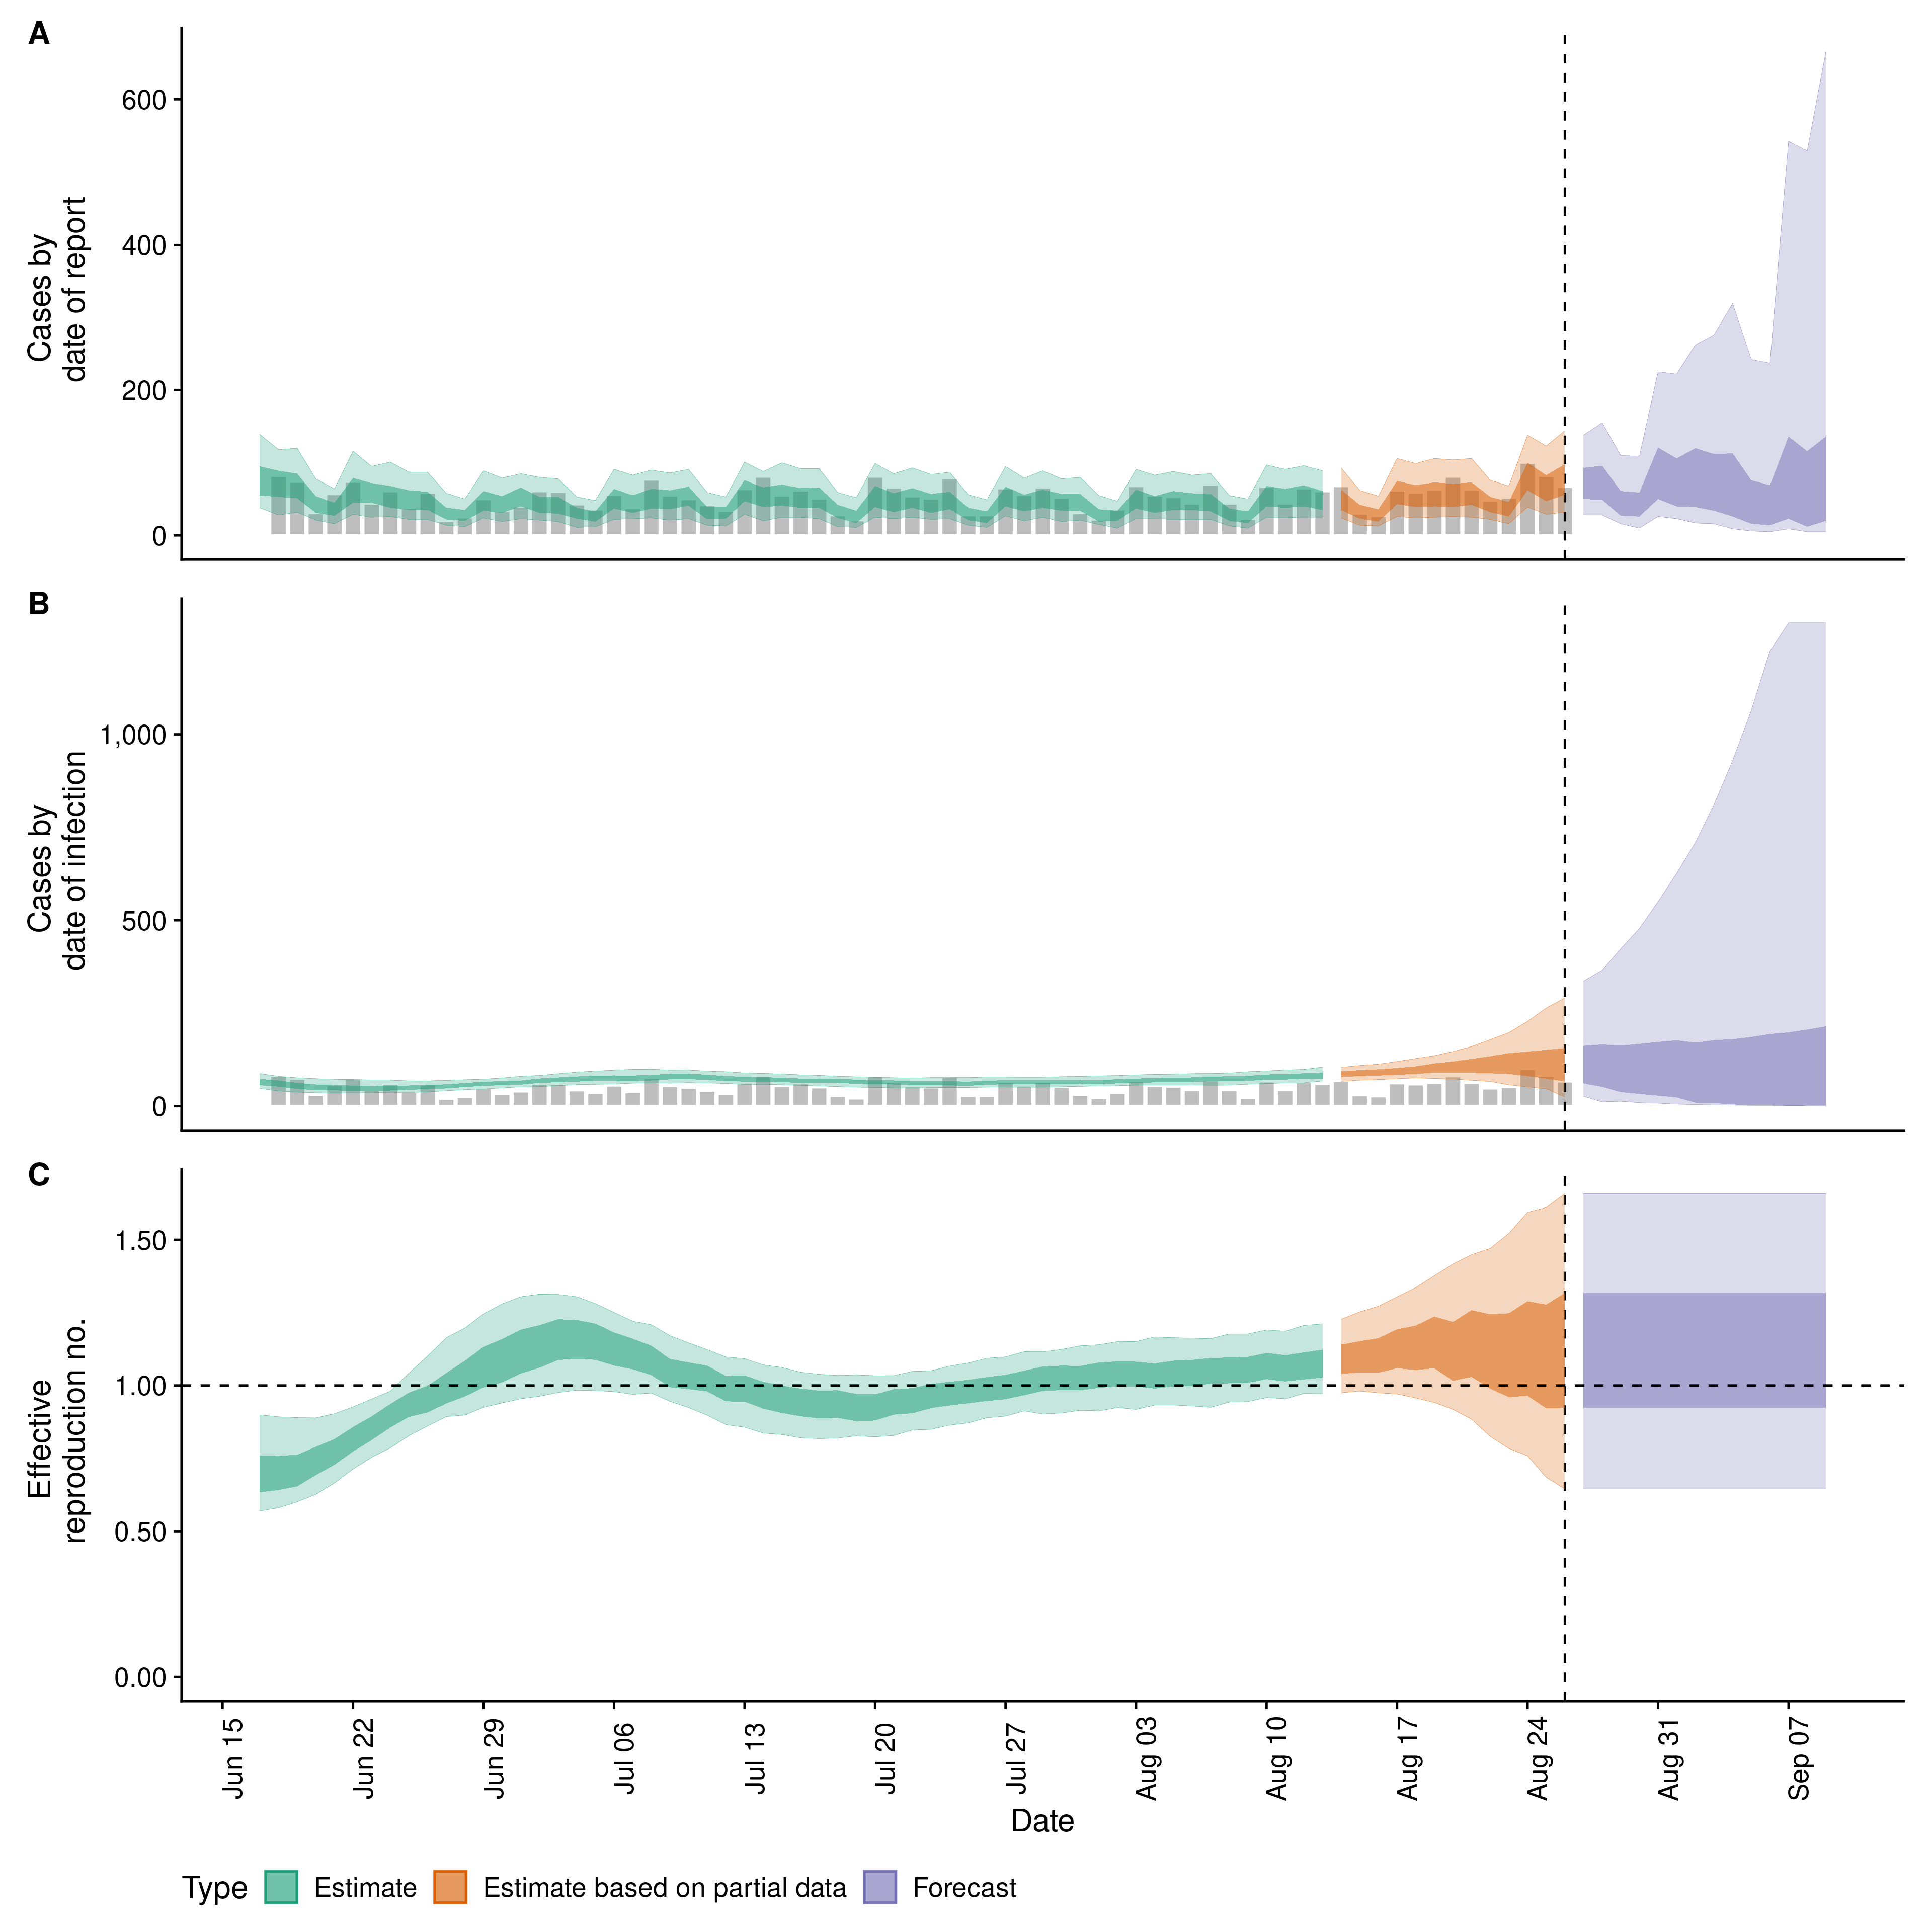 A
Cases by
date of report
600
400
200
0
B
Cases by
date of infection
1,000
500
0
C
Effective
reproduction no.
1.50
1.00
0.50
0.00
Jun 15
Jun 22
Jun 29
Jul 06
Jul 13
Jul 20
Jul 27
Aug 03
Aug 10
Aug 17
Aug 24
Aug 31
Sep 07
Date
Type Estimate Estimate based on partial data Forecast